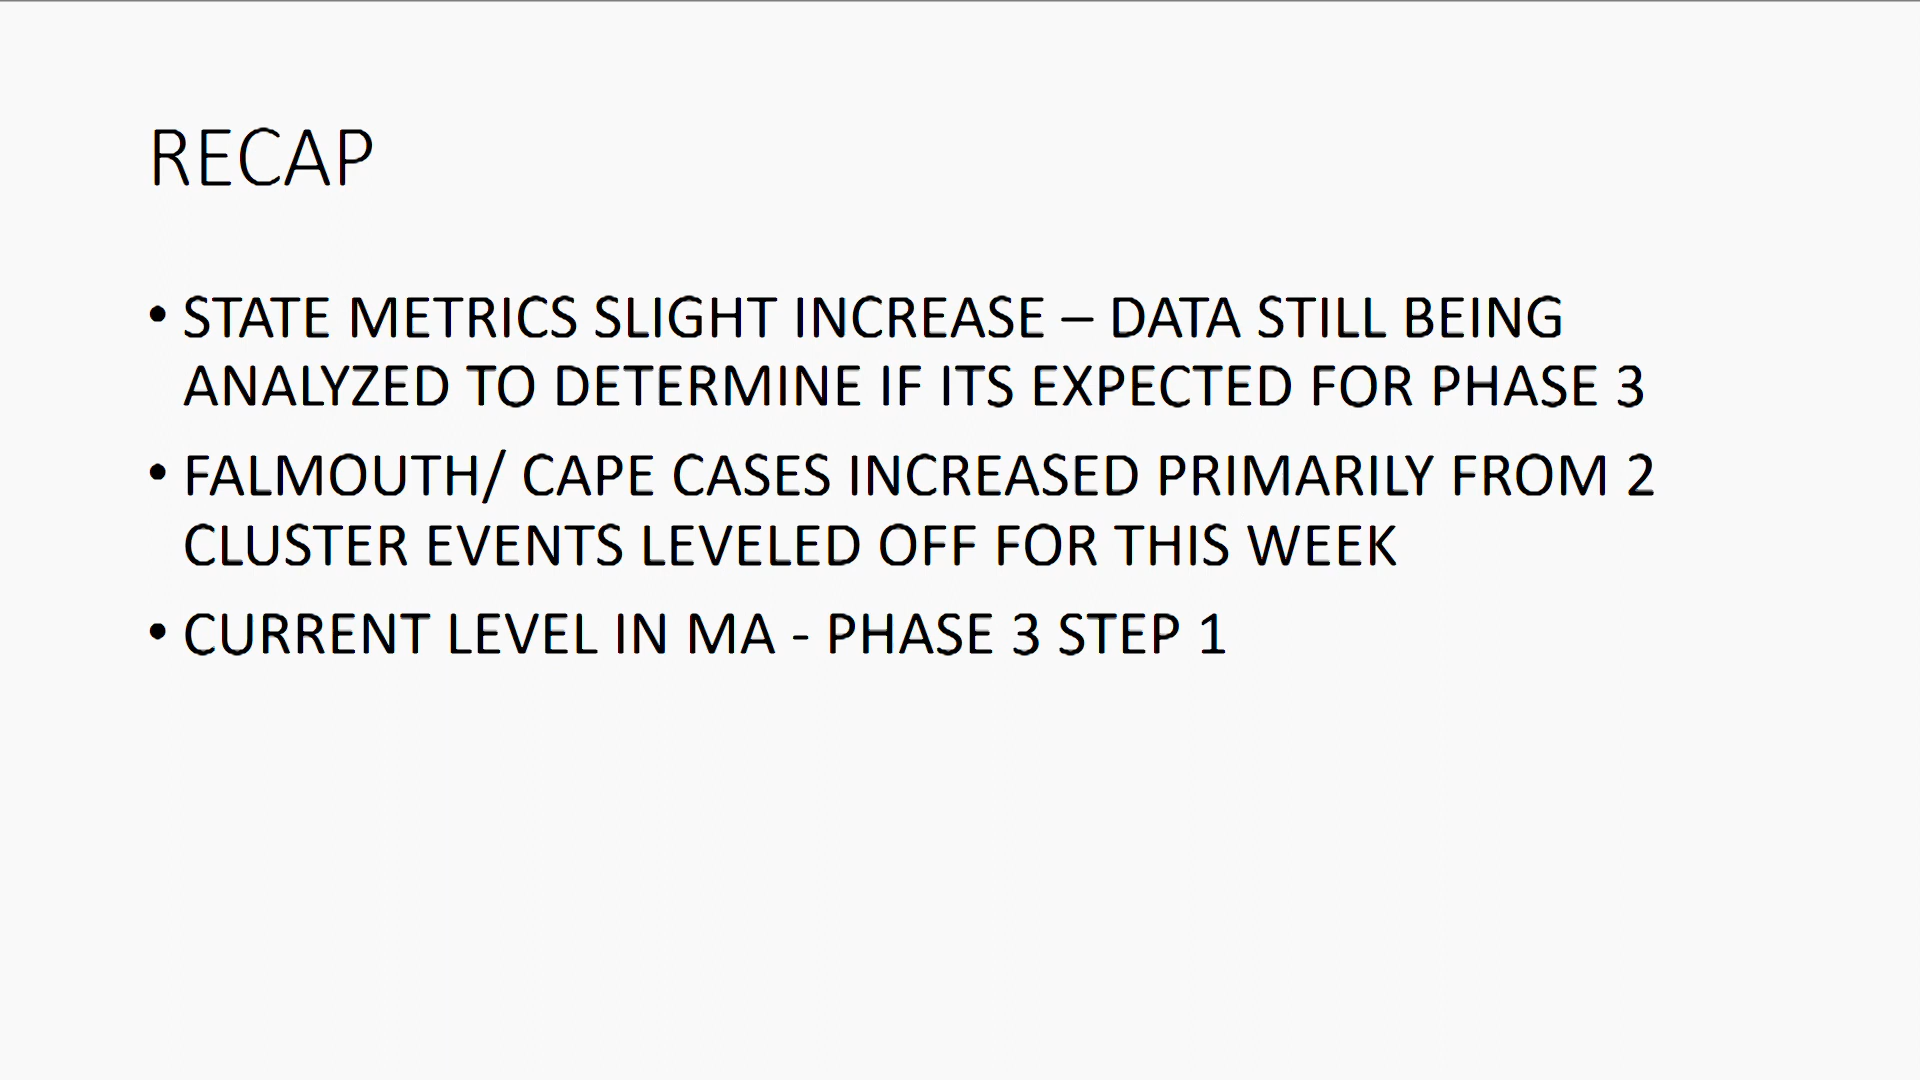 RECAP
• STATE METRICS SLIGHT INCREASE – DATA STILL BEING
ANALYZED TO DETERMINE IF ITS EXPECTED FOR PHASE 3
• FALMOUTH/ CAPE CASES INCREASED PRIMARILY FROM 2
CLUSTER EVENTS LEVELED OFF FOR THIS WEEK
• CURRENT LEVEL IN MA - PHASE 3 STEP 1